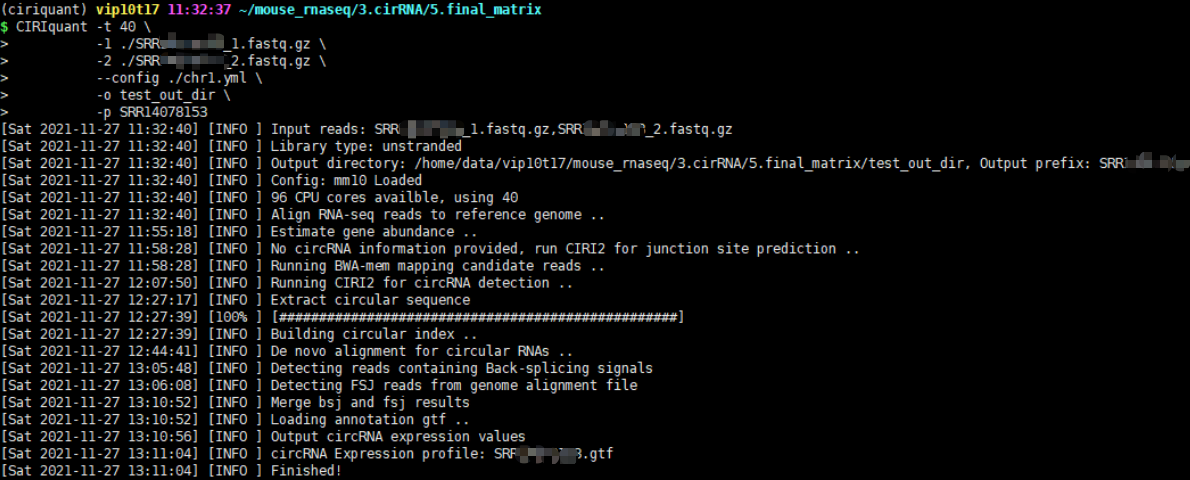 (ciriquant) vip10t17 11:32:37 ~/mouse_rnaseq/3.cirRNA/5.final_matrix
$ CIRIquant -t 40 \
> -1 ./SRR _1.fastq.gz \
> -2 ./SRR _2.fastq.gz \
> --config ./chr1.yml \
> -o test_out_dir \
> -p SRR14078153
[Sat 2021-11-27 11:32:40] [INFO ] Input reads: SRR _1.fastq.gz,SRR _2.fastq.gz
[Sat 2021-11-27 11:32:40] [INFO ] Library type: unstranded
[Sat 2021-11-27 11:32:40] [INFO ] Output directory: /home/data/vip10t17/mouse_rnaseq/3.cirRNA/5.final_matrix/test_out_dir, Output prefix: SRR
[Sat 2021-11-27 11:32:40] [INFO ] Config: mm10 Loaded
[Sat 2021-11-27 11:32:40] [INFO ] 96 CPU cores availble, using 40
[Sat 2021-11-27 11:32:40] [INFO ] Align RNA-seq reads to reference genome ..
[Sat 2021-11-27 11:55:18] [INFO ] Estimate gene abundance ..
[Sat 2021-11-27 11:58:28] [INFO ] No circRNA information provided, run CIRI2 for junction site prediction ..
[Sat 2021-11-27 11:58:28] [INFO ] Running BWA-mem mapping candidate reads ..
[Sat 2021-11-27 12:07:50] [INFO ] Running CIRI2 for circRNA detection ..
[Sat 2021-11-27 12:27:17] [INFO ] Extract circular sequence
[Sat 2021-11-27 12:27:39] [100% ] [##################################################]
[Sat 2021-11-27 12:27:39] [INFO ] Building circular index ..
[Sat 2021-11-27 12:44:41] [INFO ] De novo alignment for circular RNAs ..
[Sat 2021-11-27 13:05:48] [INFO ] Detecting reads containing Back-splicing signals
[Sat 2021-11-27 13:06:08] [INFO ] Detecting FSJ reads from genome alignment file
[Sat 2021-11-27 13:10:52] [INFO ] Merge bsj and fsj results
[Sat 2021-11-27 13:10:52] [INFO ] Loading annotation gtf ..
[Sat 2021-11-27 13:10:56] [INFO ] Output circRNA expression values
[Sat 2021-11-27 13:11:04] [INFO ] circRNA Expression profile: SRR 3.gtf
[Sat 2021-11-27 13:11:04] [INFO ] Finished!